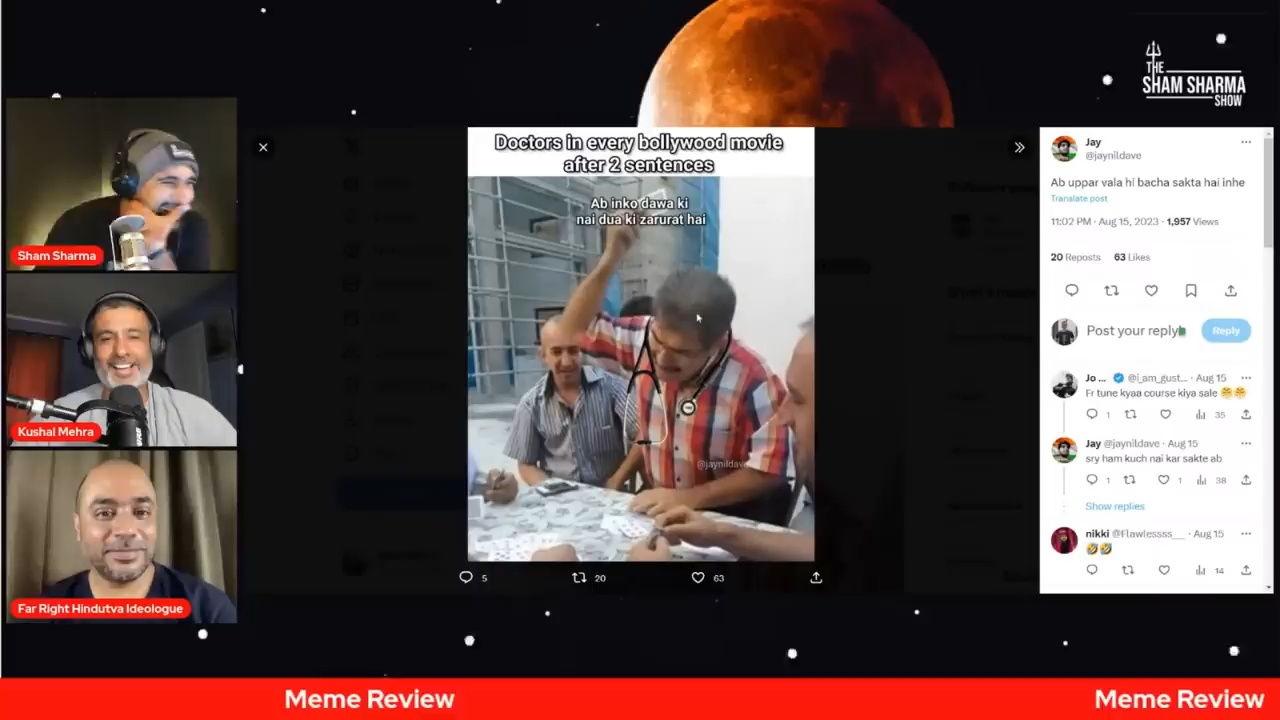 THE
SHAM SHARMA
SHOW
Sham Sharma
Kushal Mehra
Far Right Hindutva Ideologue
Doctors in every bollywood movie
after 2 sentences
Ab inko dawa ki
nai dua ki zarurat hai
@jaynildave
5
20
63
Jay
@jaynildave
Ab uppar vala hi bacha sakta hai inhe
Translate post
11:02 PM · Aug 15, 2023 · 1,957 Views
20 Reposts 63 Likes
Post your reply
Reply
Jo ... @i_am_gust... · Aug 15
Fr tune kyaa course kiya sale
1 35
Jay @jaynildave · Aug 15
sry ham kuch nai kar sakte ab
1 1 38
Show replies
nikki @Flawlessss__ · Aug 15
14
Meme Review
Meme Review